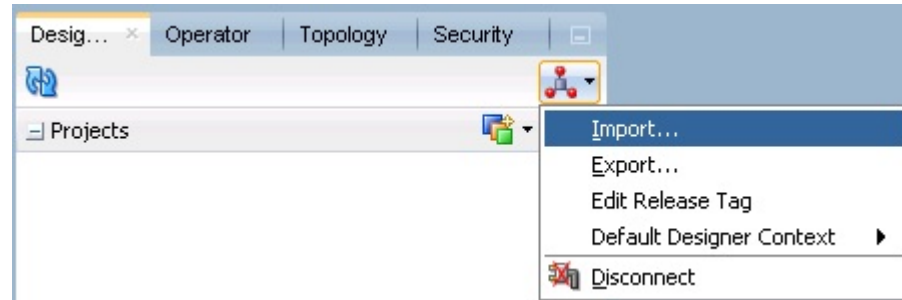 Desig... Operator Topology Security
Projects
Import...
Export...
Edit Release Tag
Default Designer Context
Disconnect